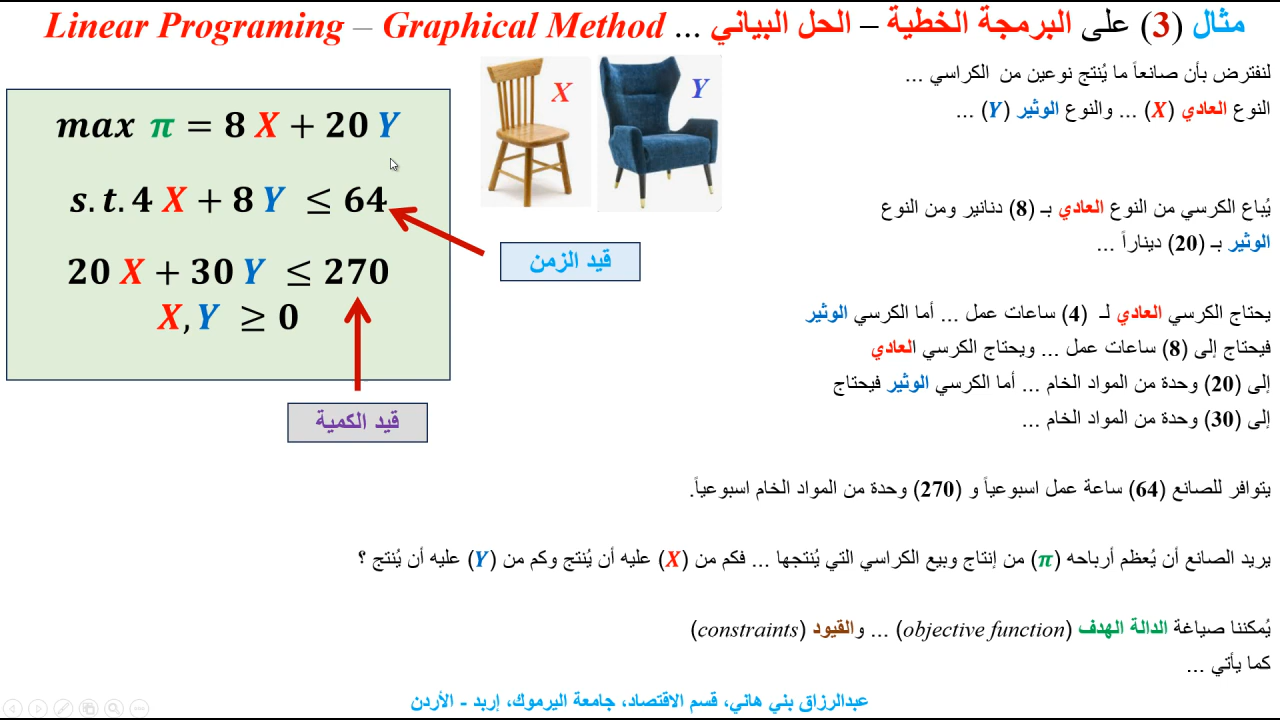 مثال (3) على البرمجة الخطية – الحل البياني ... Linear Programing – Graphical Method
لنفترض بأن صانعاً ما يُنتج نوعين من الكراسي ...
النوع العادي (X) ... والنوع الوثير (Y) ...
X
Y
يُباع الكرسي من النوع العادي بـ (8) دنانير ومن النوع
الوثير بـ (20) ديناراً ...
يحتاج الكرسي العادي لـ (4) ساعات عمل ... أما الكرسي الوثير
فيحتاج إلى (8) ساعات عمل ... ويحتاج الكرسي العادي
إلى (20) وحدة من المواد الخام ... أما الكرسي الوثير فيحتاج
إلى (30) وحدة من المواد الخام ...
max π = 8 X + 20 Y
s.t. 4 X + 8 Y ≤ 64
20 X + 30 Y ≤ 270
X, Y ≥ 0
قيد الزمن
قيد الكمية
يتوافر للصانع (64) ساعة عمل اسبوعياً و (270) وحدة من المواد الخام اسبوعياً.
يريد الصانع أن يُعظم أرباحه (π) من إنتاج وبيع الكراسي التي يُنتجها ... فكم من (X) عليه أن يُنتج وكم من (Y) عليه أن يُنتج ؟
يُمكننا صياغة الدالة الهدف (objective function) ... والقيود (constraints)
كما يأتي ...
عبدالرزاق بني هاني، قسم الاقتصاد، جامعة اليرموك، إربد - الأردن